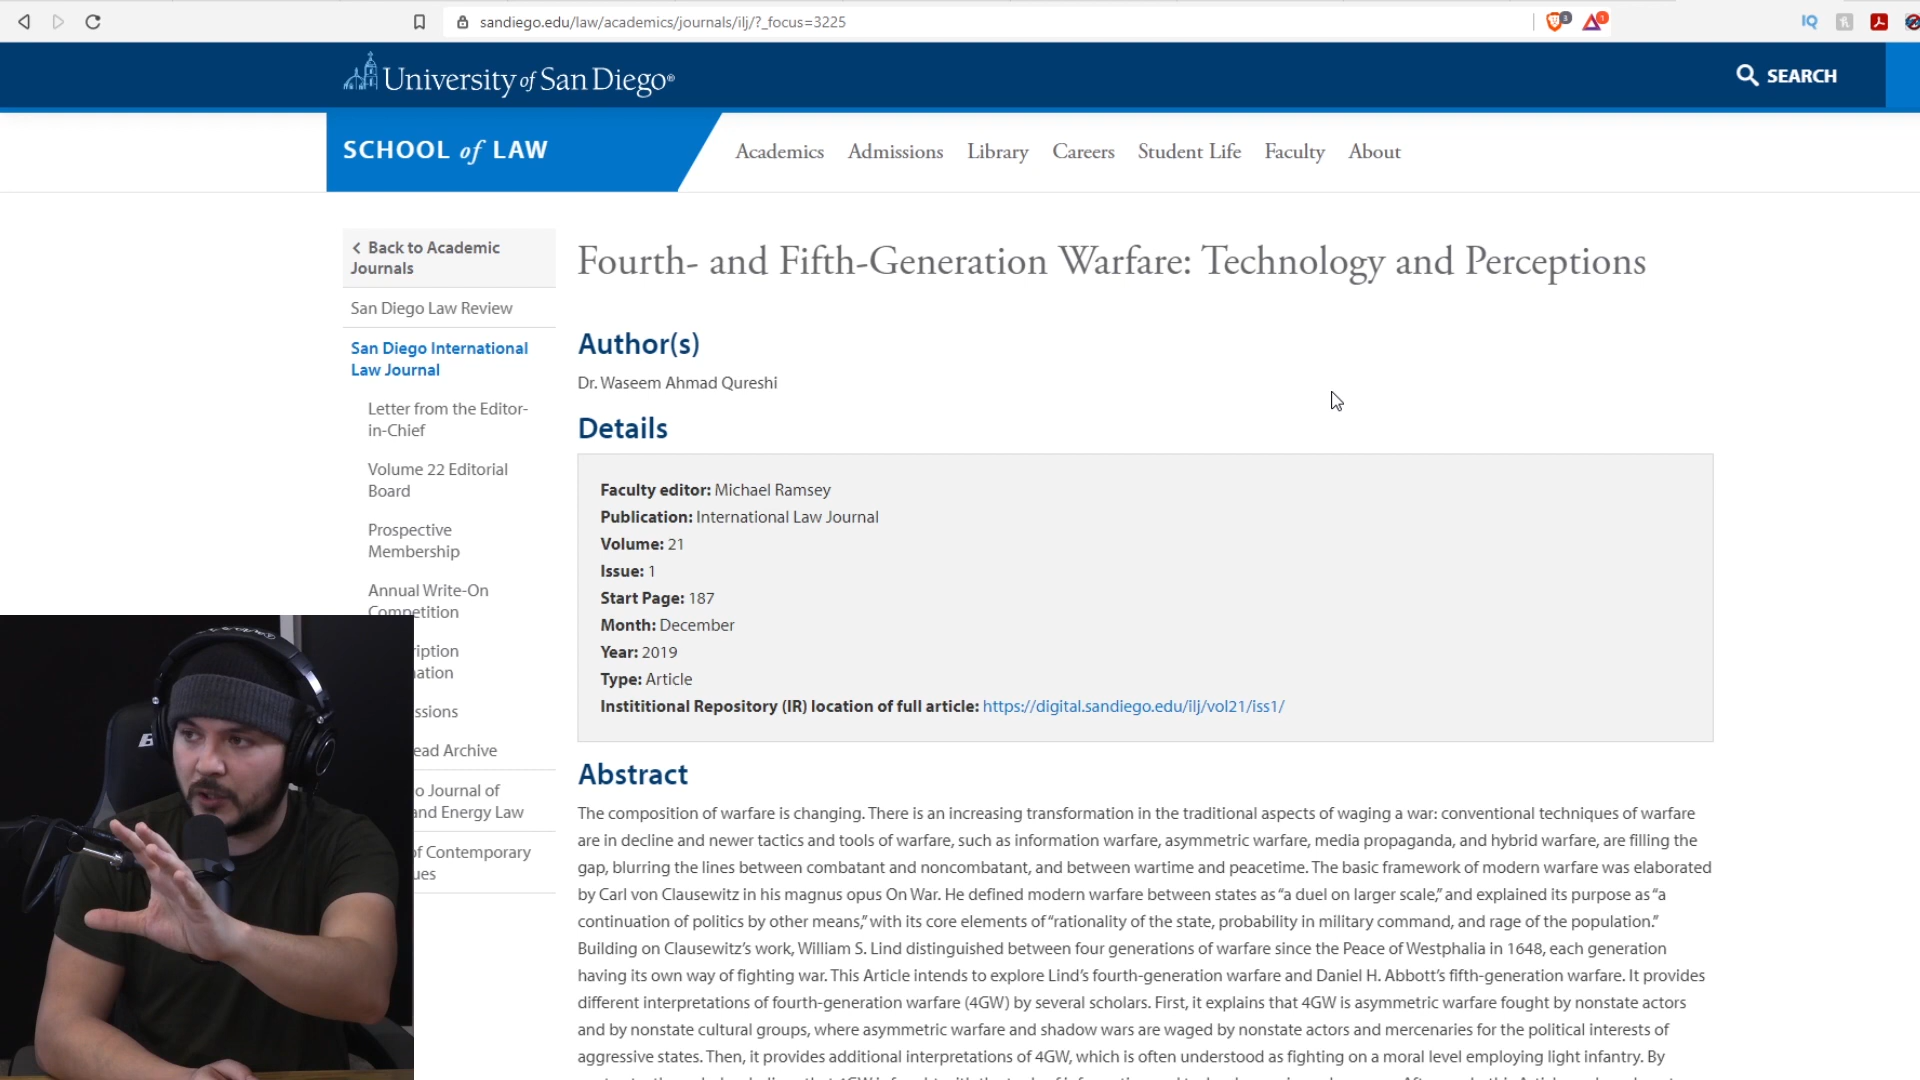 sandiego.edu/law/academics/journals/ilj/?_focus=3225
University of San Diego®
SEARCH
SCHOOL of LAW
Academics Admissions Library Careers Student Life Faculty About
Back to Academic
Journals
San Diego Law Review
San Diego International
Law Journal
Letter from the Editor-
in-Chief
Volume 22 Editorial
Board
Prospective
Membership
Annual Write-On
Competition
ription
ation
ssions
ead Archive
o Journal of
and Energy Law
of Contemporary
ues
Fourth- and Fifth-Generation Warfare: Technology and Perceptions
Author(s)
Dr. Waseem Ahmad Qureshi
Details
Faculty editor: Michael Ramsey
Publication: International Law Journal
Volume: 21
Issue: 1
Start Page: 187
Month: December
Year: 2019
Type: Article
Instititional Repository (IR) location of full article: https://digital.sandiego.edu/ilj/vol21/iss1/
Abstract
The composition of warfare is changing. There is an increasing transformation in the traditional aspects of waging a war: conventional techniques of warfare
are in decline and newer tactics and tools of warfare, such as information warfare, asymmetric warfare, media propaganda, and hybrid warfare, are filling the
gap, blurring the lines between combatant and noncombatant, and between wartime and peacetime. The basic framework of modern warfare was elaborated
by Carl von Clausewitz in his magnus opus On War. He defined modern warfare between states as “a duel on larger scale,” and explained its purpose as “a
continuation of politics by other means,” with its core elements of “rationality of the state, probability in military command, and rage of the population.”
Building on Clausewitz’s work, William S. Lind distinguished between four generations of warfare since the Peace of Westphalia in 1648, each generation
having its own way of fighting war. This Article intends to explore Lind’s fourth-generation warfare and Daniel H. Abbott’s fifth-generation warfare. It provides
different interpretations of fourth-generation warfare (4GW) by several scholars. First, it explains that 4GW is asymmetric warfare fought by nonstate actors
and by nonstate cultural groups, where asymmetric warfare and shadow wars are waged by nonstate actors and mercenaries for the political interests of
aggressive states. Then, it provides additional interpretations of 4GW, which is often understood as fighting on a moral level employing light infantry. By